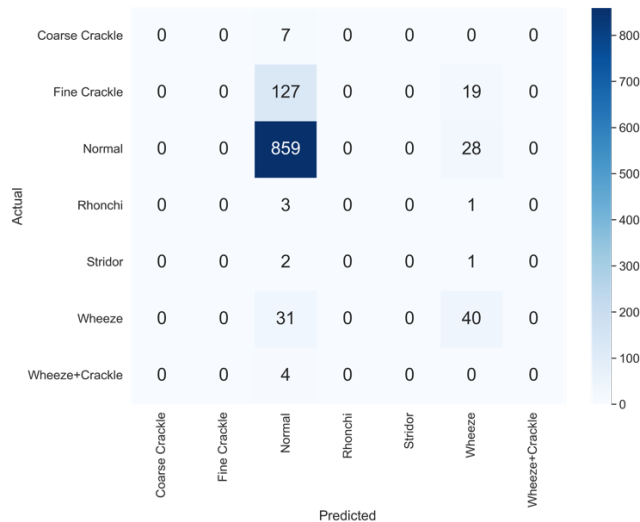 Coarse Crackle 0 0 7 0 0 0 0
Fine Crackle 0 0 127 0 0 19 0
Normal 0 0 859 0 0 28 0
Rhonchi 0 0 3 0 0 1 0
Stridor 0 0 2 0 0 1 0
Wheeze 0 0 31 0 0 40 0
Wheeze+Crackle 0 0 4 0 0 0 0
Actual
Coarse Crackle
Fine Crackle
Normal
Rhonchi
Stridor
Wheeze
Wheeze+Crackle
Predicted
800
700
600
500
400
300
200
100
0